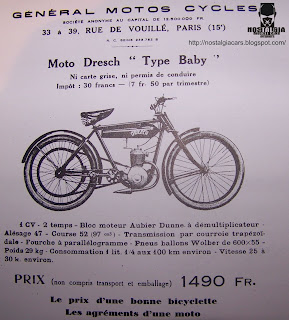 GÉNÉRAL MOTOS CYCLES
SOCIÉTÉ ANONYME AU CAPITAL DE
33 a 39, RUE DE VOUILLÉ, PARIS (15e)
NOSTALGIA
http://nostalgiacars.blogspot.com/
Moto Dresch “ Type Baby ”
Ni carte grise, ni permis de conduire
Impôt : 30 francs — (7 fr. 50 par trimestre)
1 CV - 2 temps - Bloc moteur Aubier Dunne, à démultiplicateur -
Alésage 47 - Course 52 (97 cm³) - Transmission par courroie trapézoï-
dale - Fourche à parallélogramme - Pneus ballons Wolber de 600×55 -
Poids 29 kg - Consommation 1 lit. 1/4 aux 100 km environ - Vitesse 25 à
30 k. environ.
PRIX (non compris transport et emballage) 1490 FR.
Le prix d'une bonne bicyclette
Les agréments d'une moto